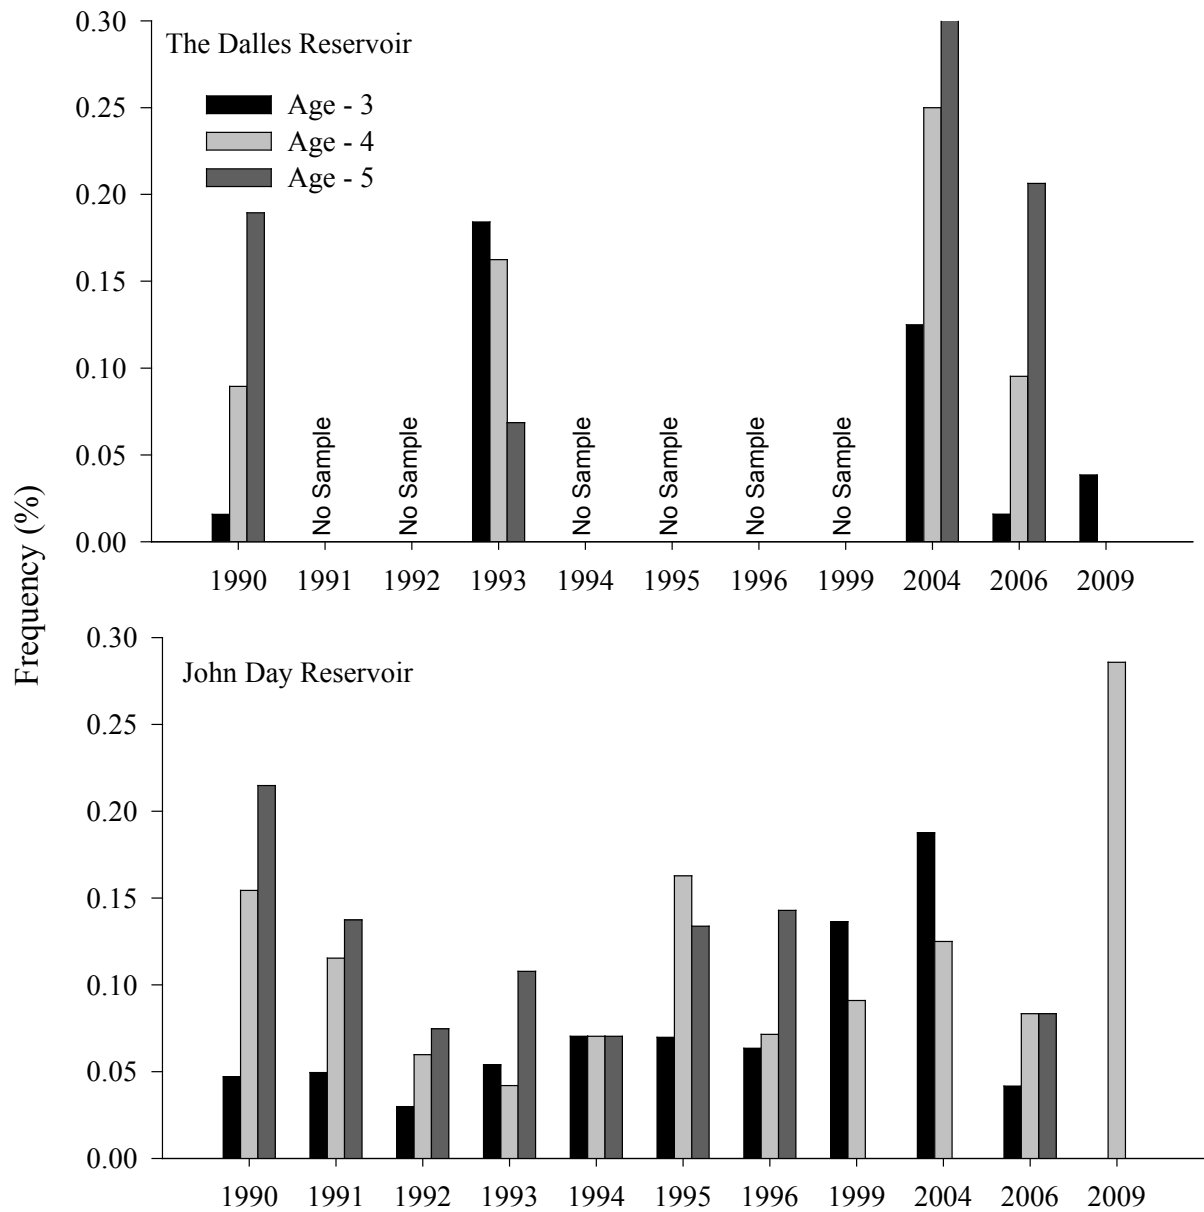 0.30
The Dalles Reservoir
0.25
Age - 3
Age - 4
Age - 5
0.20
0.15
0.10
0.05
0.00
No Sample
No Sample
No Sample
No Sample
No Sample
No Sample
1990 1991 1992 1993 1994 1995 1996 1999 2004 2006 2009
Frequency (%)
0.30
John Day Reservoir
0.25
0.20
0.15
0.10
0.05
0.00
1990 1991 1992 1993 1994 1995 1996 1999 2004 2006 2009